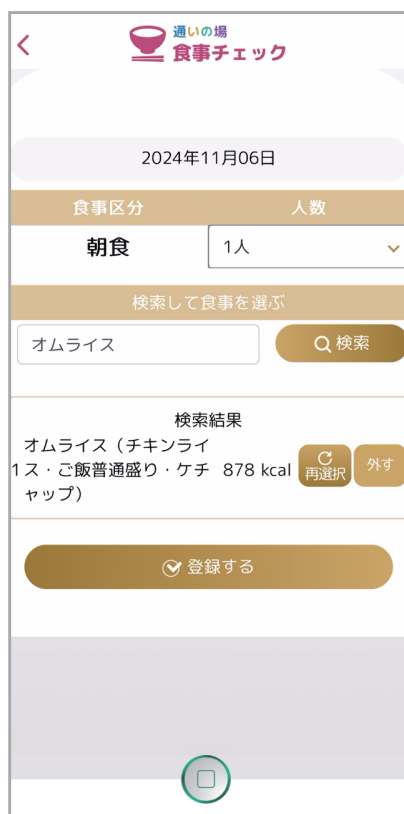 通いの場
食事チェック
2024年11月06日
食事区分 人数
朝食 1人
検索して食事を選ぶ
オムライス 検索
検索結果
オムライス（チキンライ
1ス・ご飯普通盛り・ケチ 878 kcal 再選択 外す
ャップ）
登録する